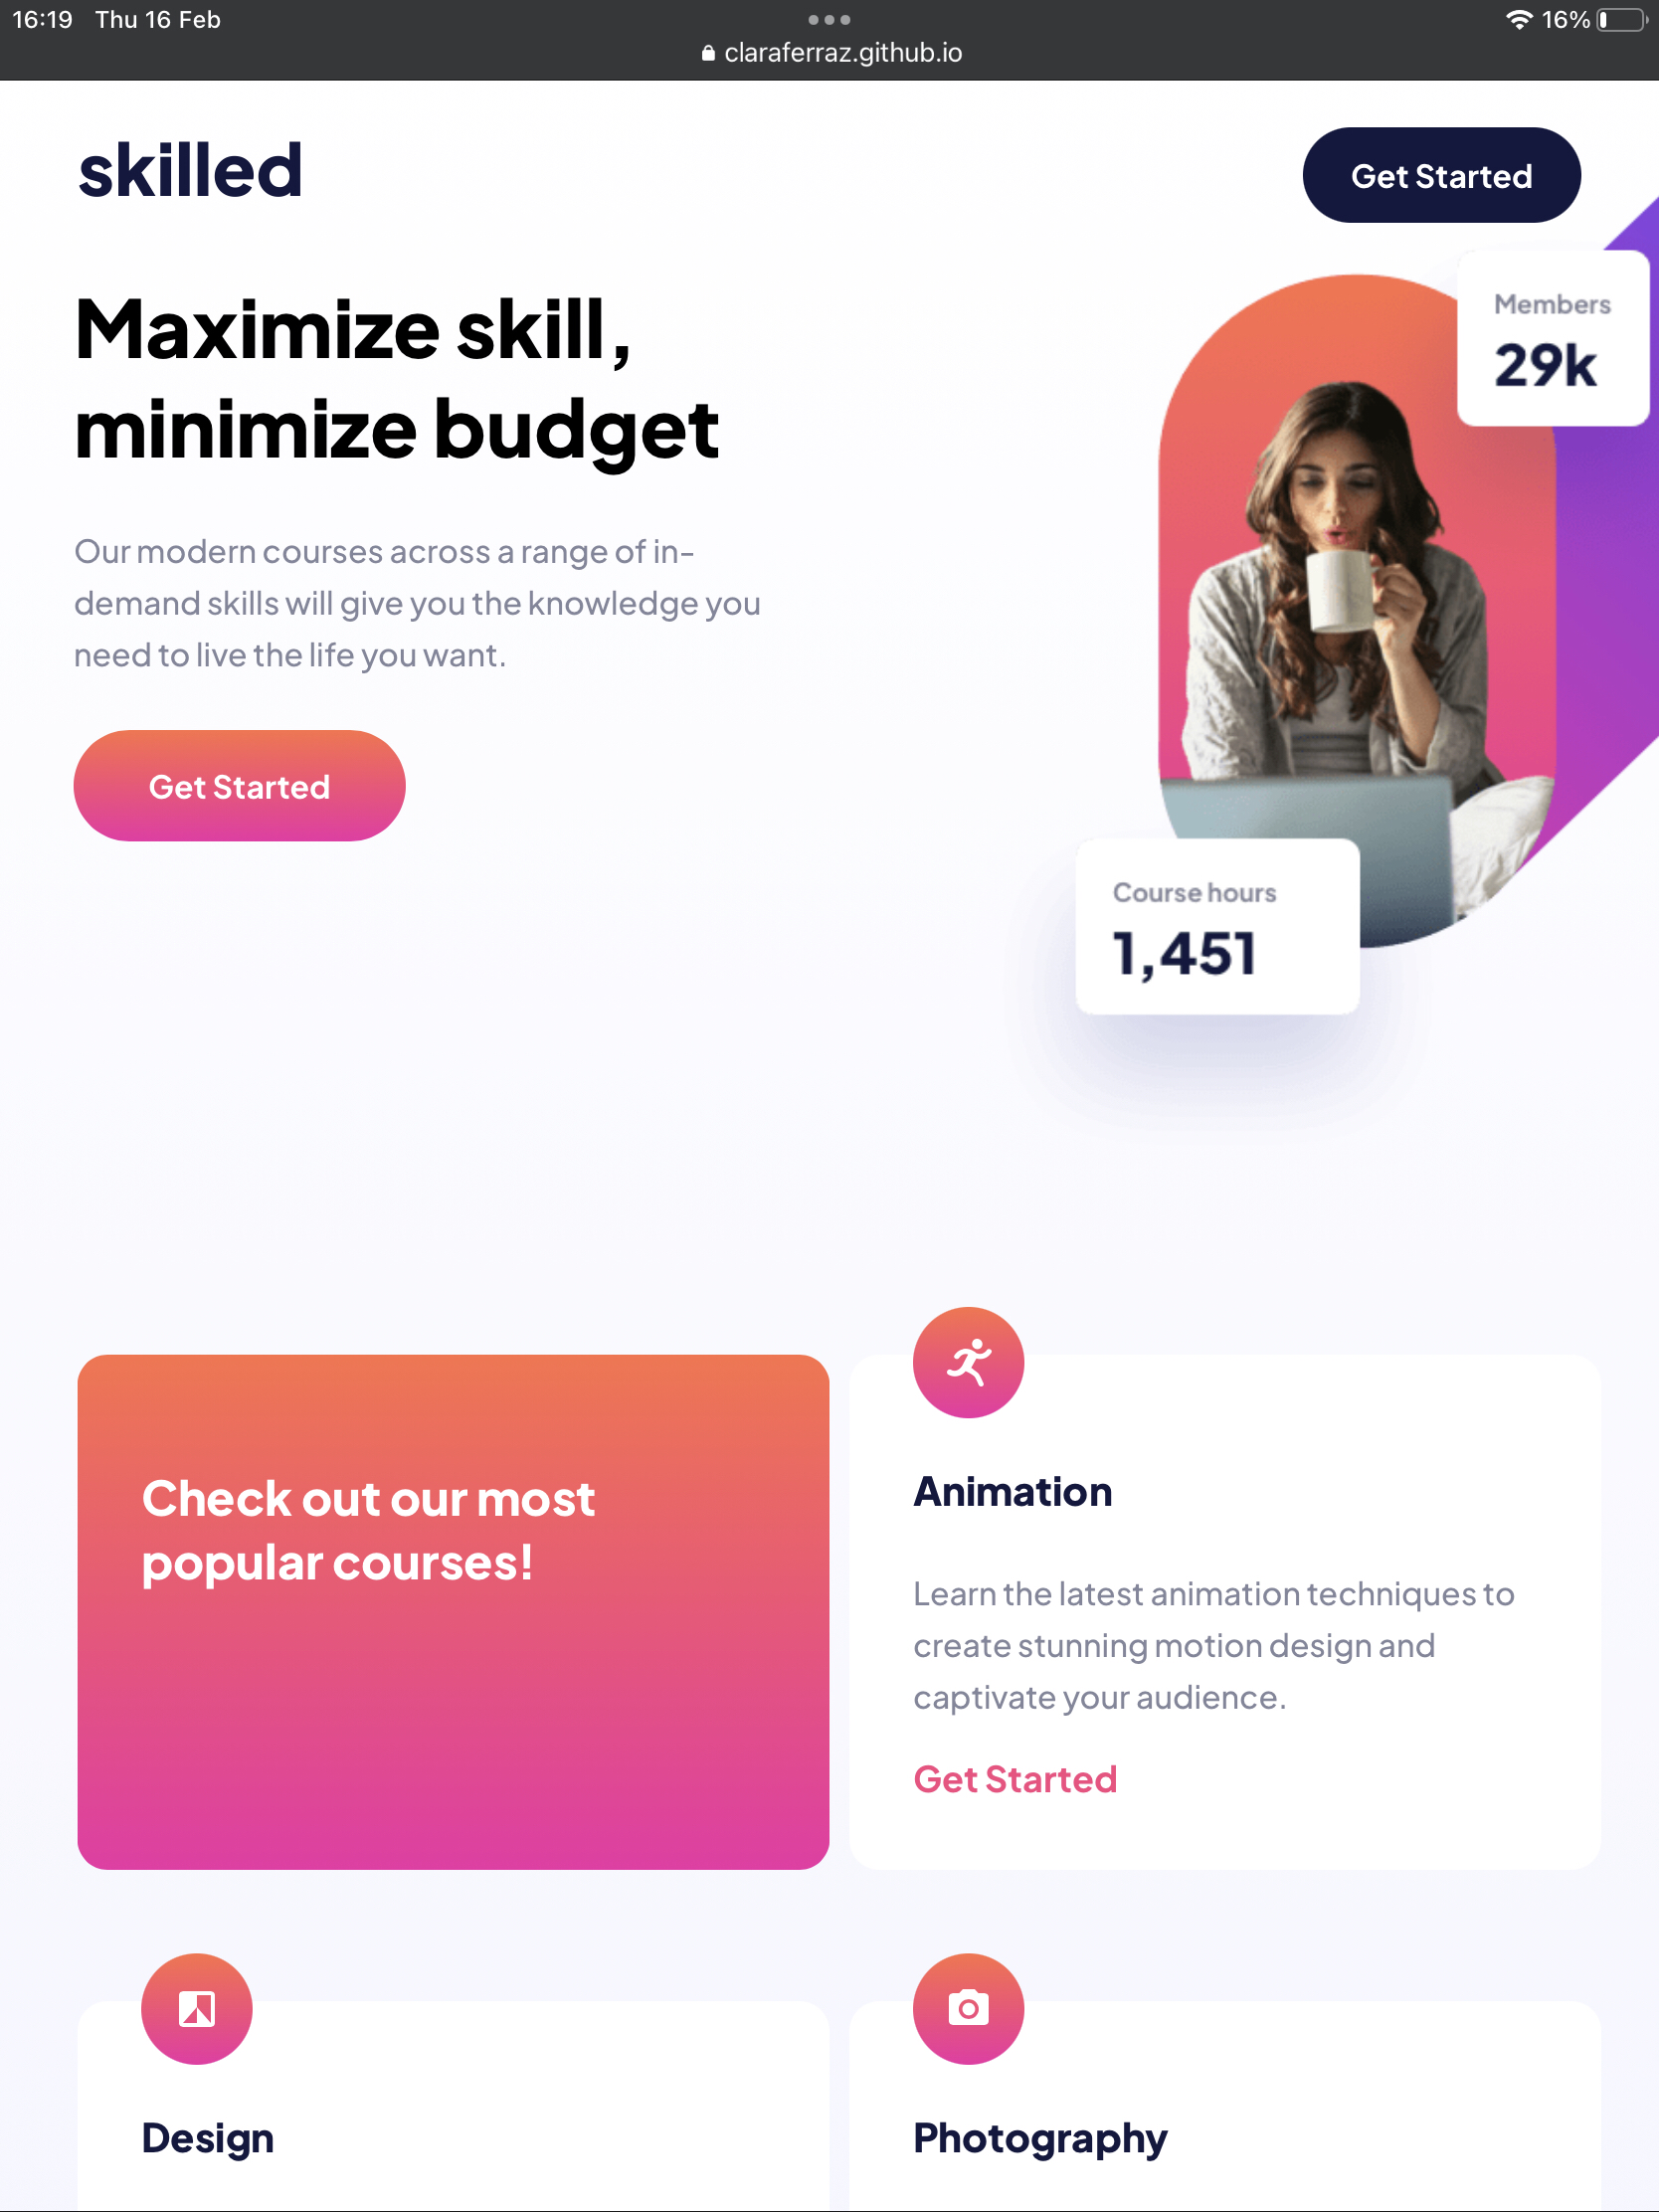 16:19 Thu 16 Feb
16%
claraferraz.github.io
skilled
Get Started
Maximize skill,
minimize budget
Our modern courses across a range of in-
demand skills will give you the knowledge you
need to live the life you want.
Get Started
Members
29k
Course hours
1,451
Check out our most
popular courses!
Animation
Learn the latest animation techniques to
create stunning motion design and
captivate your audience.
Get Started
Design
Photography